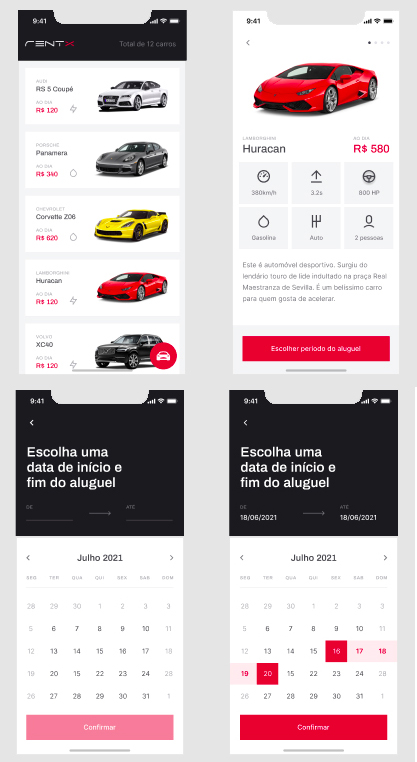 9:41
RENTX
Total de 12 carros
AUDI
RS 5 Coupé
AO DIA
R$ 120
PORSCHE
Panamera
AO DIA
R$ 340
CHEVROLET
Corvette Z06
AO DIA
R$ 620
LAMBORGHINI
Huracan
AO DIA
R$ 120
VOLVO
XC40
AO DIA
R$ 120
9:41
LAMBORGHINI
Huracan
AO DIA
R$ 580
380km/h
3.2s
800 HP
Gasolina
Auto
2 pessoas
Este é automóvel desportivo. Surgiu do
lendário touro de lide indultado na praça Real
Maestranza de Sevilla. É um belíssimo carro
para quem gosta de acelerar.
Escolher período do aluguel
9:41
Escolha uma
data de início e
fim do aluguel
DE
ATÉ
Julho 2021
SEG TER QUA QUI SEX SAB DOM
28 29 30 1 2 3 3
5 6 7 8 9 10 11
12 13 14 15 16 17 18
19 20 15 22 23 24 28
26 27 28 29 30 31 1
Confirmar
9:41
Escolha uma
data de início e
fim do aluguel
DE
18/06/2021
ATÉ
18/06/2021
Julho 2021
SEG TER QUA QUI SEX SAB DOM
28 29 30 1 2 3 3
5 6 7 8 9 10 11
12 13 14 15 16 17 18
19 20 15 22 23 24 28
26 27 28 29 30 31 1
Confirmar